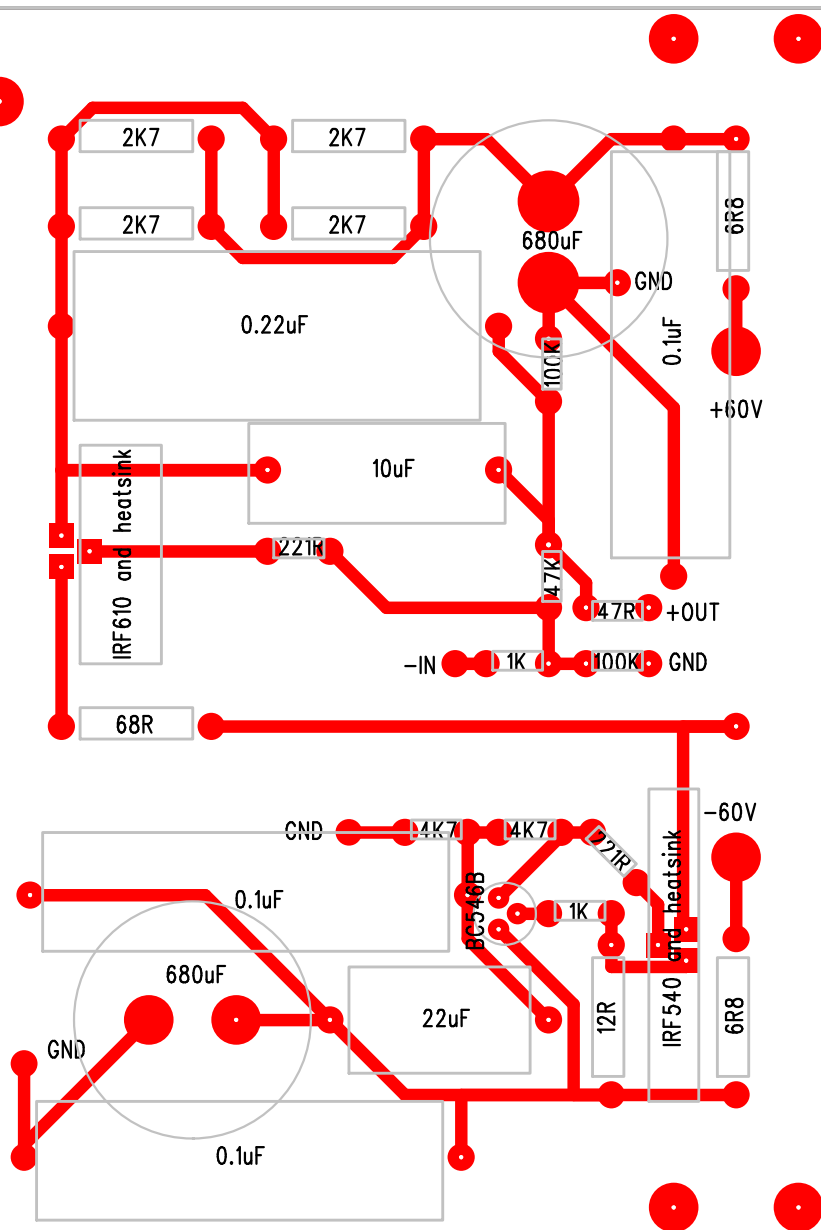 2K7
2K7
2K7
2K7
6R8
680uF
GND
0.22uF
100K
0.1uF
+60V
10uF
IRF610 and heatsink
221R
47K
47R
+OUT
-IN
1K
100K
GND
68R
-60V
GND
4K7
4K7
221R
BC546B
0.1uF
1K
IRF540 and heatsink
680uF
22uF
12R
6R8
GND
0.1uF